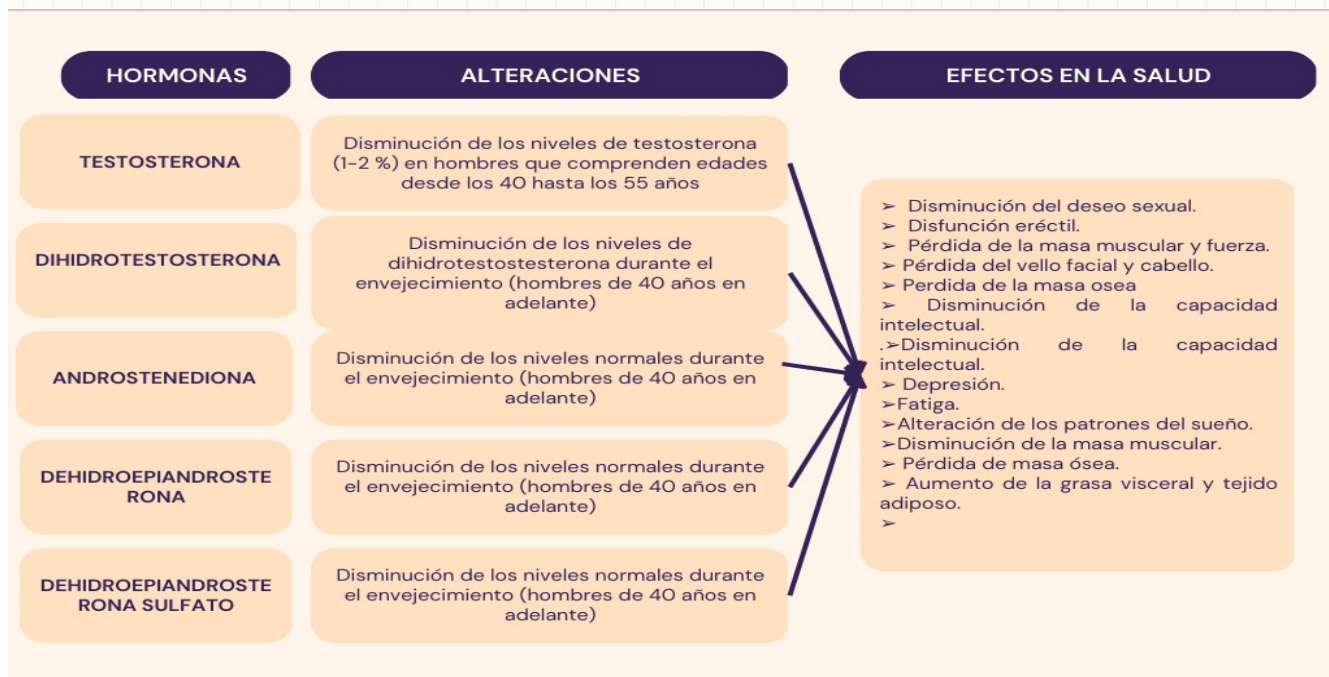 HORMONAS
ALTERACIONES
EFECTOS EN LA SALUD
TESTOSTERONA
Disminución de los niveles de testosterona
(1-2 %) en hombres que comprenden edades
desde los 40 hasta los 55 años
DIHIDROTESTOSTERONA
Disminución de los niveles de
dihidrotestostesterona durante el
envejecimiento (hombres de 40 años en
adelante)
ANDROSTENEDIONA
Disminución de los niveles normales durante
el envejecimiento (hombres de 40 años en
adelante)
DEHIDROEPIANDROSTE
RONA
Disminución de los niveles normales durante
el envejecimiento (hombres de 40 años en
adelante)
DEHIDROEPIANDROSTE
RONA SULFATO
Disminución de los niveles normales durante
el envejecimiento (hombres de 40 años en
adelante)
➢ Disminución del deseo sexual.
➢ Disfunción eréctil.
➢ Pérdida de la masa muscular y fuerza.
➢ Pérdida del vello facial y cabello.
➢ Perdida de la masa osea
➢ Disminución de la capacidad
intelectual.
.➢Disminución de la capacidad
intelectual.
➢ Depresión.
➢Fatiga.
➢Alteración de los patrones del sueño.
➢Disminución de la masa muscular.
➢ Pérdida de masa ósea.
➢ Aumento de la grasa visceral y tejido
adiposo.
➢